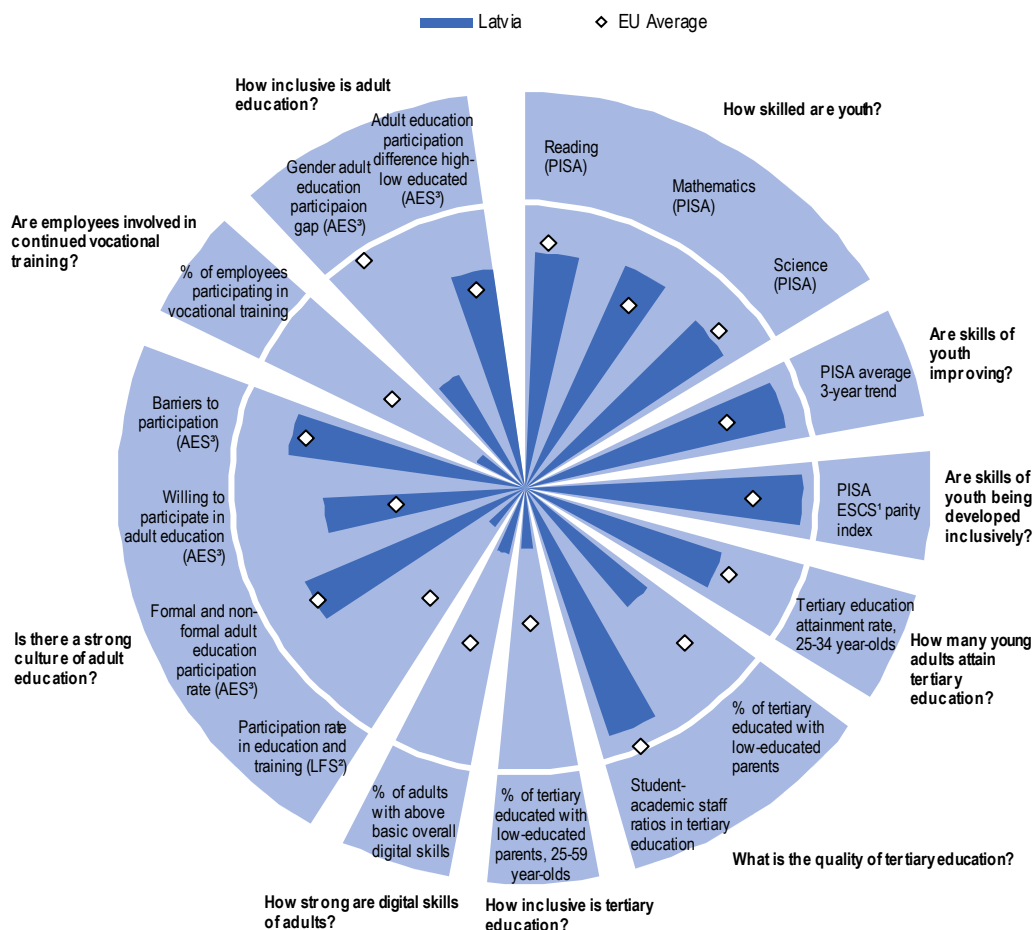 Latvia
EU Average
How inclusive is adult
education?
Adult education
participation
difference high-
low educated
(AES³)
Gender adult
education
participaion
gap (AES³)
How skilled are youth?
Reading
(PISA)
Mathematics
(PISA)
Science
(PISA)
Are skills of
youth
improving?
PISA average
3-year trend
Are skills of
youth being
developed
inclusively?
PISA
ESCS¹ parity
index
Tertiary education
attainment rate,
25-34 year-olds
How many young
adults attain
tertiary
education?
% of tertiary
educated with
low-educated
parents
Student-
academic staff
ratios in tertiary
education
What is the quality of tertiary education?
% of tertiary
educated with
low-educated
parents, 25-59
year-olds
How inclusive is tertiary
education?
% of adults
with above
basic overall
digital skills
How strong are digital skills
of adults?
Participation rate
in education and
training (LFS²)
Formal and non-
formal adult
education
participation
rate (AES³)
Willing to
participate in
adult education
(AES³)
Barriers to
participation
(AES³)
Is there a strong
culture of adult
education?
% of employees
participating in
vocational training
Are employees involved in
continued vocational
training?